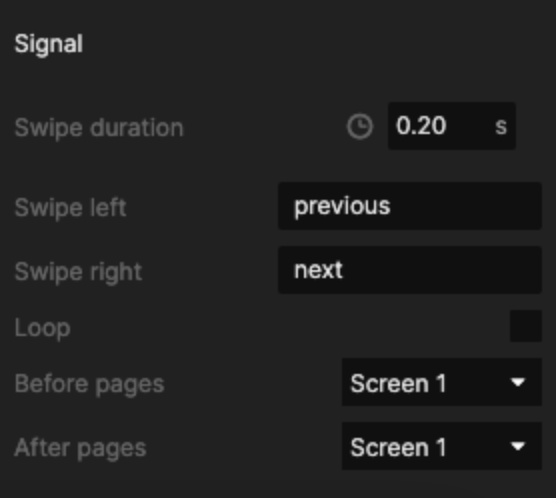 Signal
Swipe duration 0.20 s
Swipe left previous
Swipe right next
Loop
Before pages Screen 1
After pages Screen 1